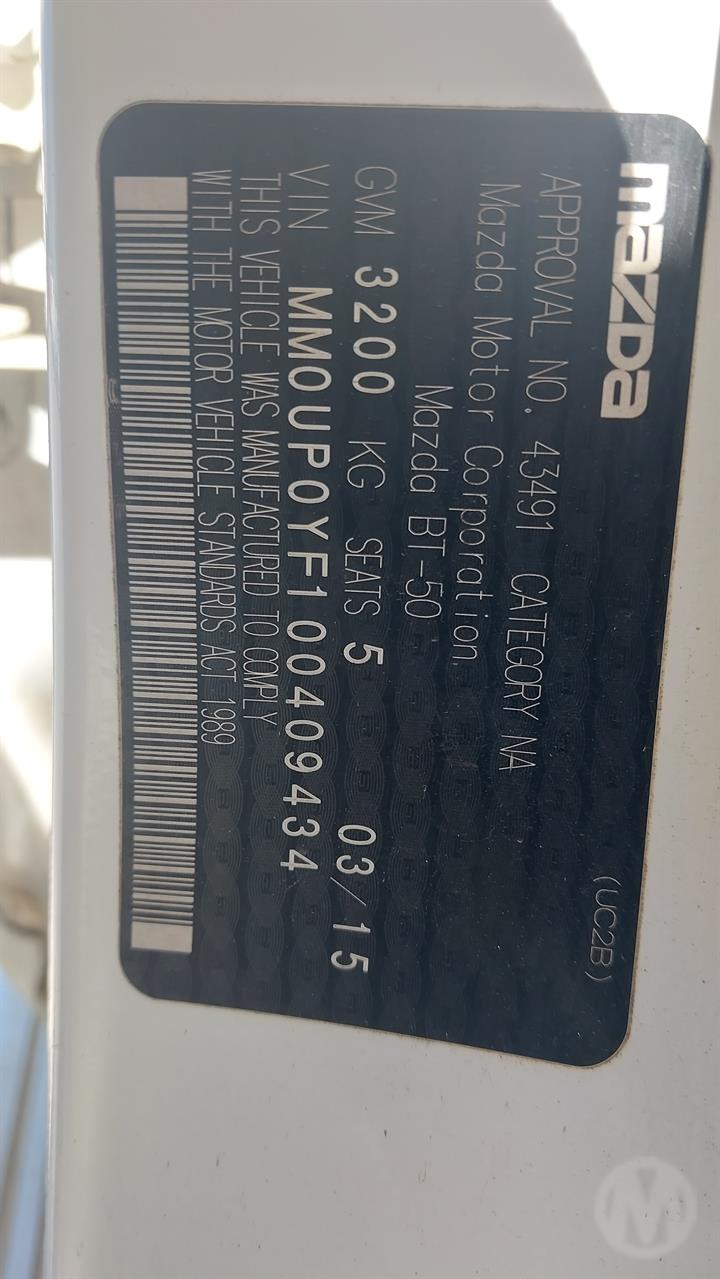 mazda (UC2B)
APPROVAL NO. 43491 CATEGORY NA
Mazda Motor Corporation,
Mazda BT-50
GVM 3200 KG SEATS 5 03/15
VIN MM0UP0YF100409434
THIS VEHICLE WAS MANUFACTURED TO COMPLY
WITH THE MOTOR VEHICLE STANDARDS ACT 1989
M